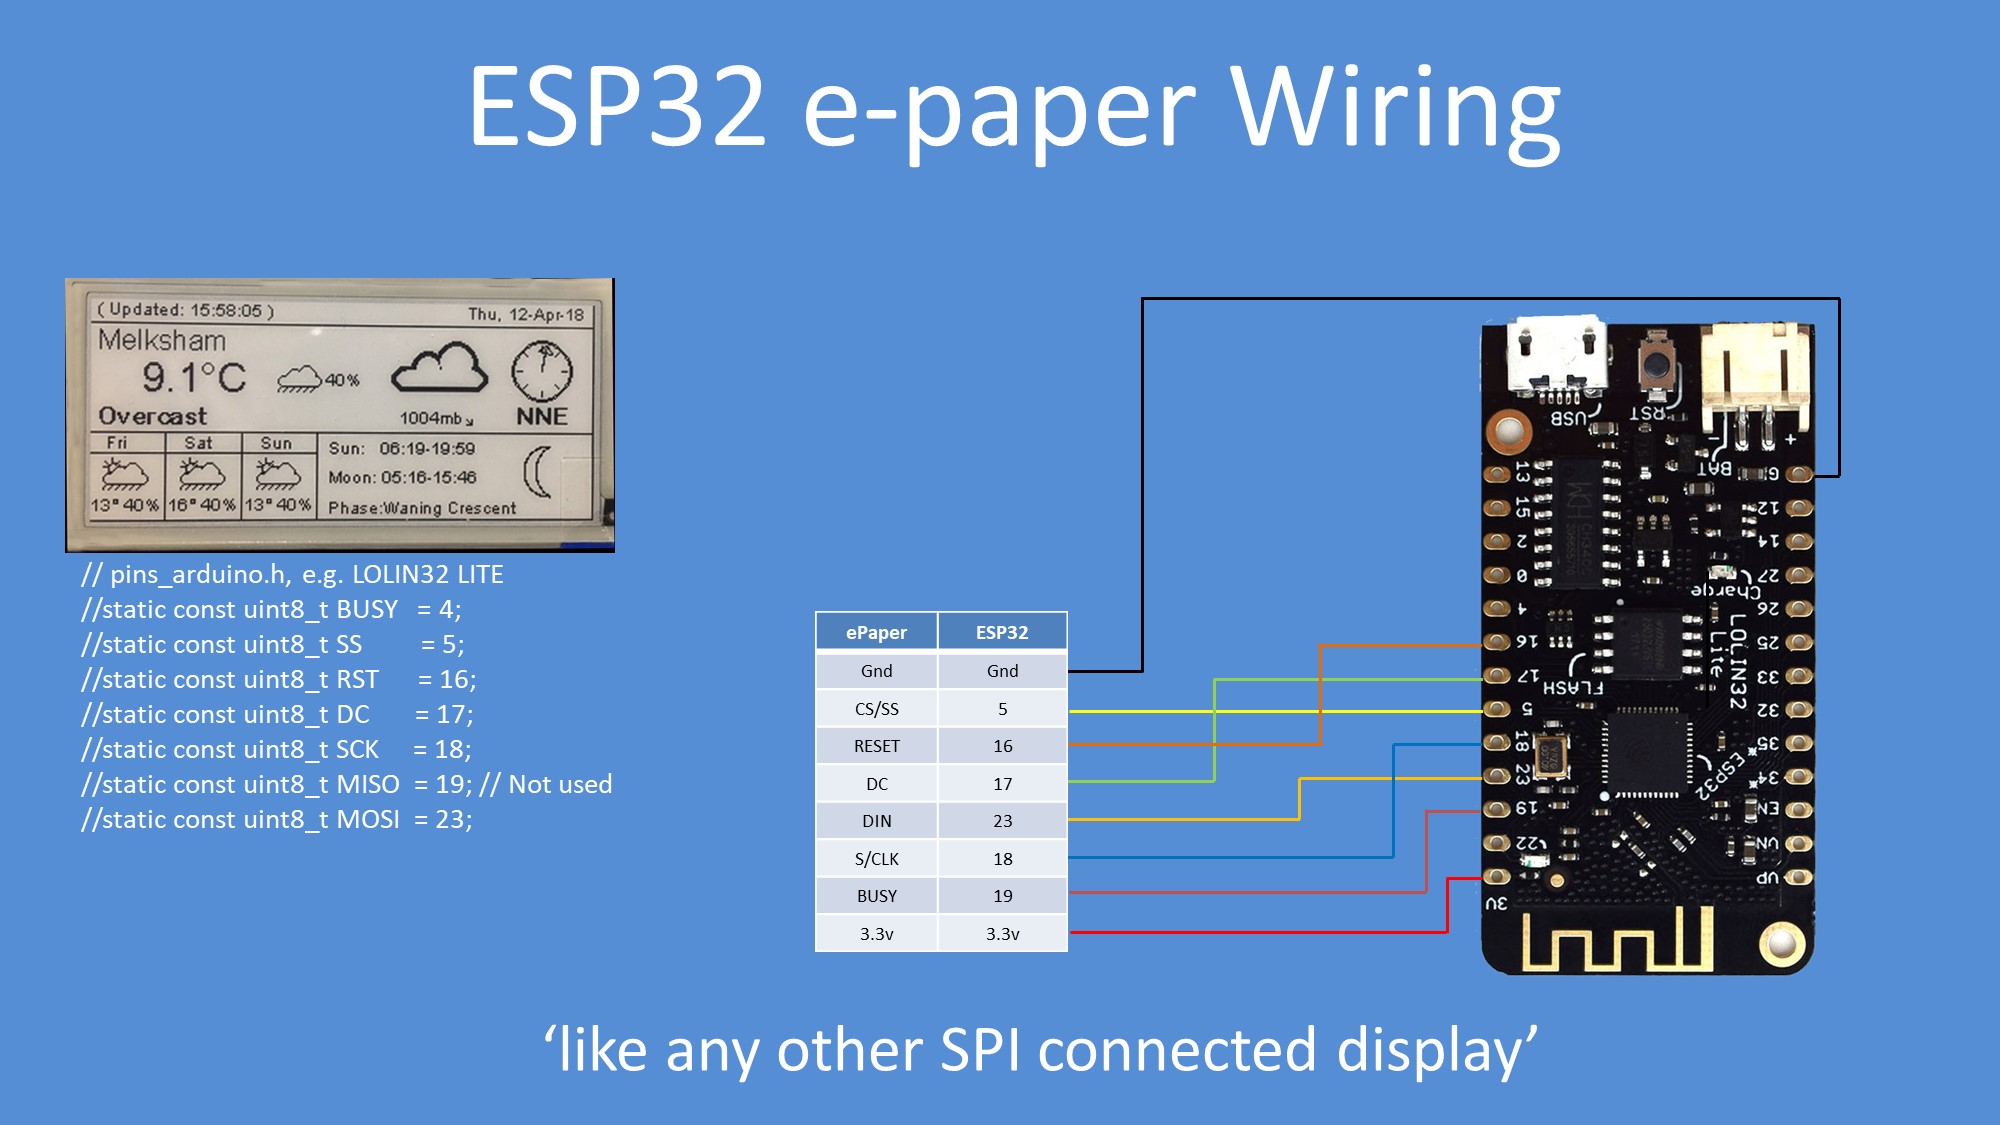 ESP32 e-paper Wiring
( Updated: 15:58:05 ) Thu, 12-Apr-18
Melksham
9.1°C 40%
Overcast 1004mb NNE
Fri Sat Sun
13° 40% 16° 40% 13° 40%
Sun: 06:19-19:59
Moon: 05:16-15:46
Phase:Waning Crescent
// pins_arduino.h, e.g. LOLIN32 LITE
//static const uint8_t BUSY = 4;
//static const uint8_t SS = 5;
//static const uint8_t RST = 16;
//static const uint8_t DC = 17;
//static const uint8_t SCK = 18;
//static const uint8_t MISO = 19; // Not used
//static const uint8_t MOSI = 23;
ePaper ESP32
Gnd Gnd
CS/SS 5
RESET 16
DC 17
DIN 23
S/CLK 18
BUSY 19
3.3v 3.3v
USB
RST
BAT
- +
13
15
2
0
4
16
17
5
18
23
19
22
3V
G
12
14
27
26
25
33
32
35
34
EN
VN
VP
Charge
LOLIN32
Lite
FLASH
ESP32
‘like any other SPI connected display’